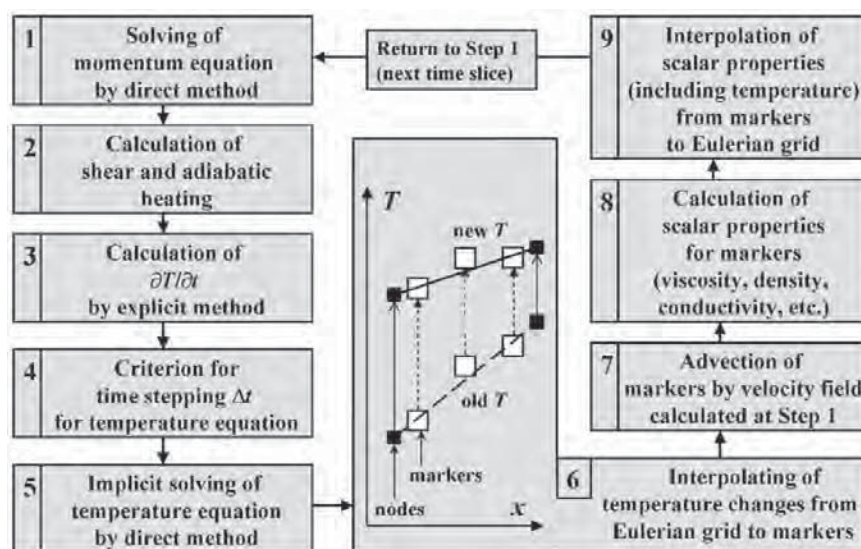 1
Solving of
momentum equation
by direct method
2
Calculation of
shear and adiabatic
heating
3
Calculation of
∂T/∂t
by explicit method
4
Criterion for
time stepping Δt
for temperature equation
5
Implicit solving of
temperature equation
by direct method
Return to Step 1
(next time slice)
T
new T
old T
markers
nodes
x
6
Interpolating of
temperature changes from
Eulerian grid to markers
7
Advection of
markers by velocity field
calculated at Step 1
8
Calculation of
scalar properties
for markers
(viscosity, density,
conductivity, etc.)
9
Interpolation of
scalar properties
(including temperature)
from markers
to Eulerian grid